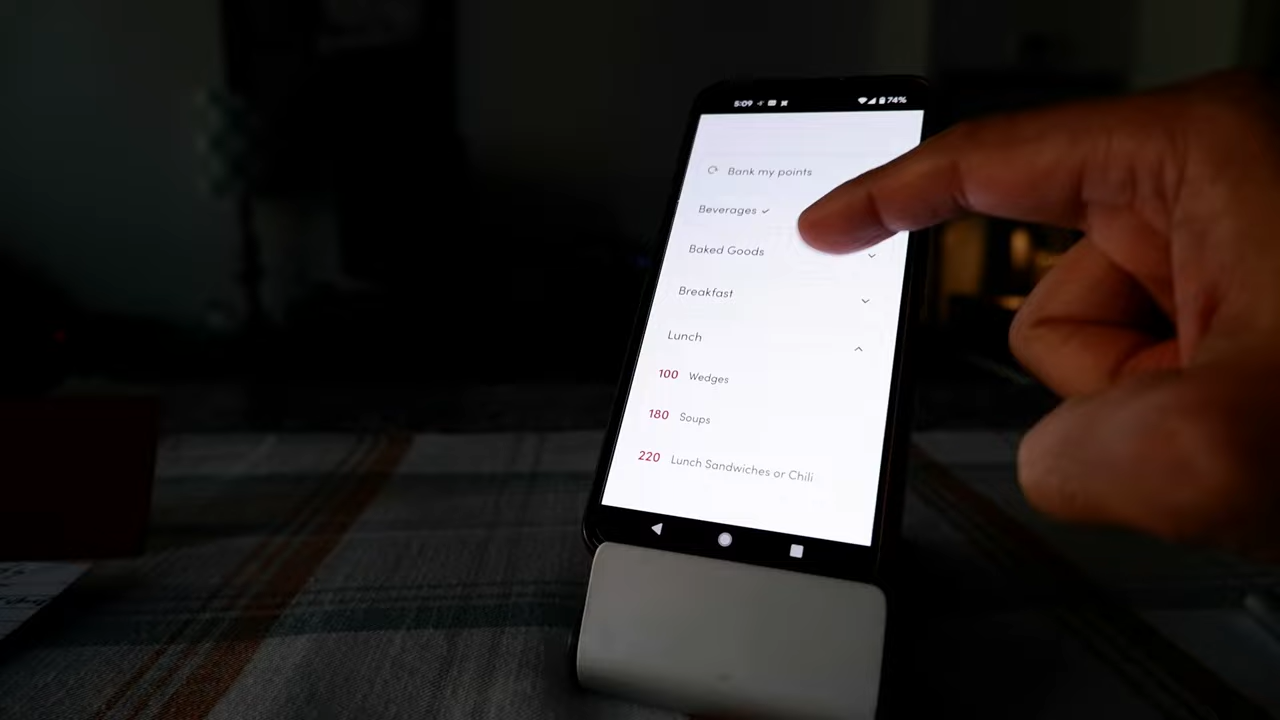 5:09 74%
Bank my points
Beverages
Baked Goods
Breakfast
Lunch
100 Wedges
180 Soups
220 Lunch Sandwiches or Chili